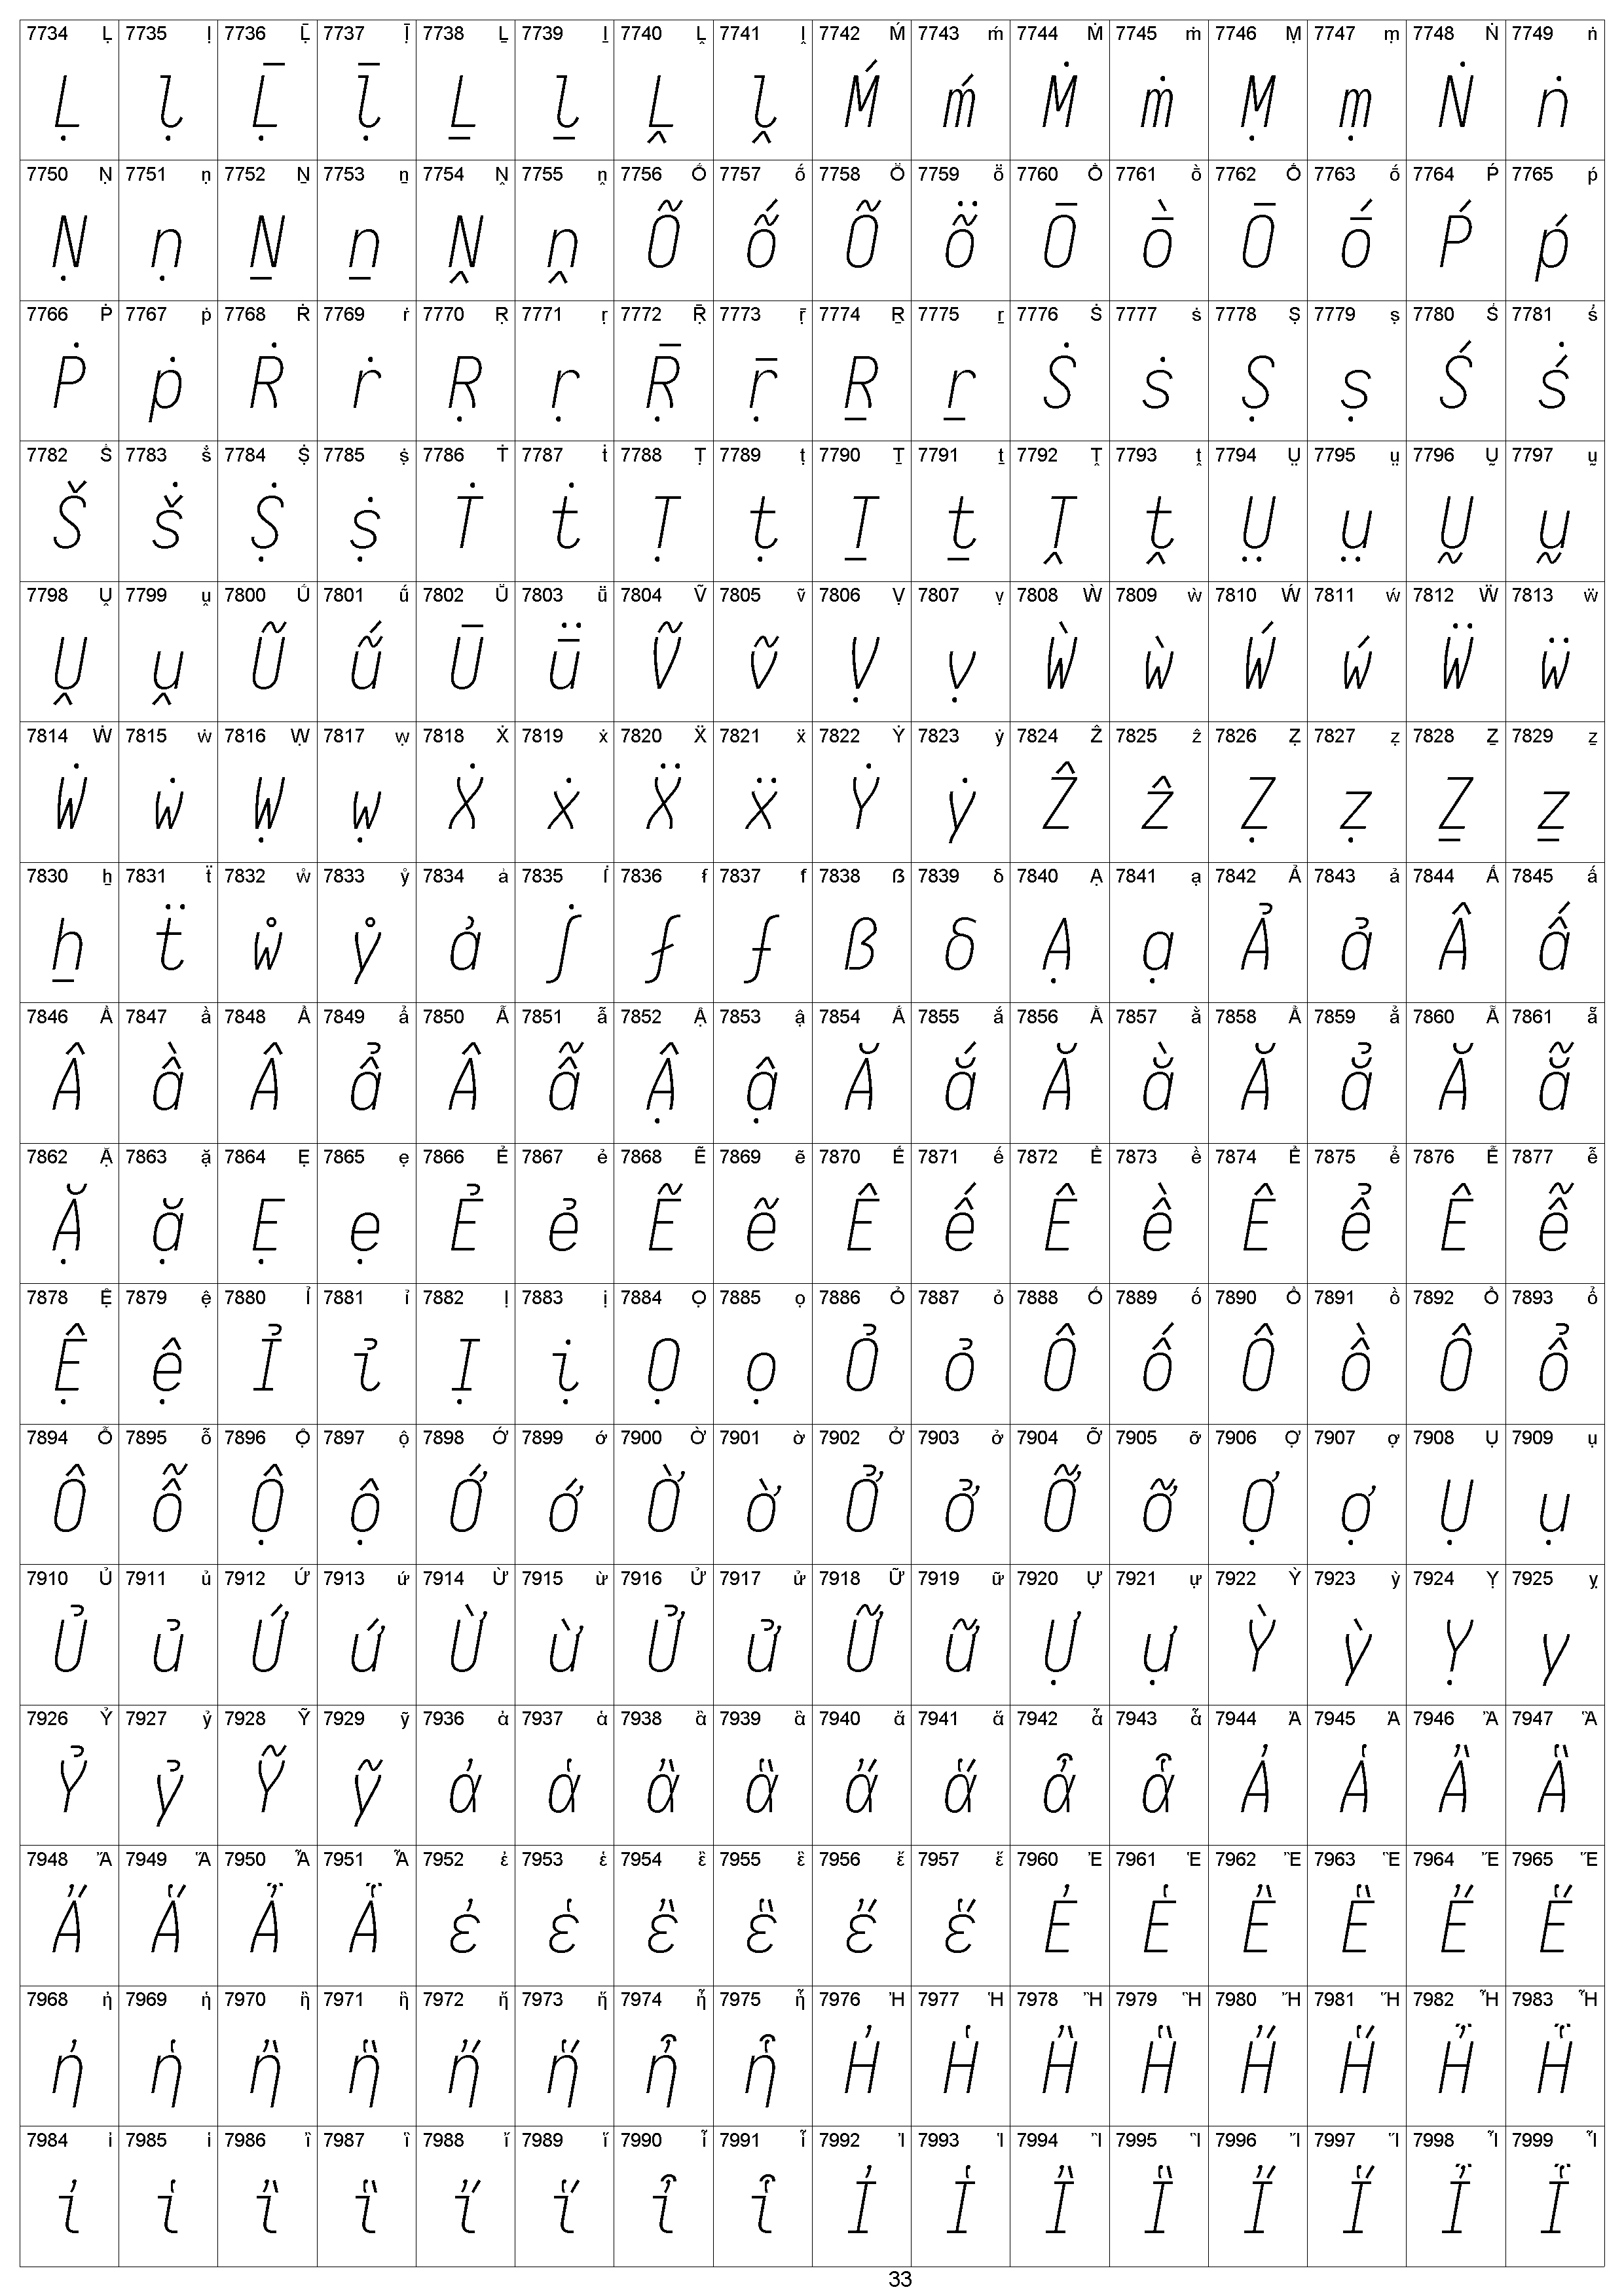 7734 Ḷ 7735 ḷ 7736 Ḹ 7737 ḹ 7738 Ḻ 7739 ḻ 7740 Ḽ 7741 ḽ 7742 Ḿ 7743 ḿ 7744 Ṁ 7745 ṁ 7746 Ṃ 7747 ṃ 7748 Ṅ 7749 ṅ
Ḷ ḷ Ḹ ḹ Ḻ ḻ Ḽ ḽ Ḿ ḿ Ṁ ṁ Ṃ ṃ Ṅ ṅ
7750 Ṇ 7751 ṇ 7752 Ṉ 7753 ṉ 7754 Ṋ 7755 ṋ 7756 Ṍ 7757 ṍ 7758 Ṏ 7759 ṏ 7760 Ṑ 7761 ṑ 7762 Ṓ 7763 ṓ 7764 Ṕ 7765 ṕ
Ṇ ṇ Ṉ ṉ Ṋ ṋ Õ ṍ Õ ṏ Ō ṑ Ō ṓ Ṕ ṕ
7766 Ṗ 7767 ṗ 7768 Ṙ 7769 ṙ 7770 Ṛ 7771 ṛ 7772 Ṝ 7773 ṝ 7774 Ṟ 7775 ṟ 7776 Ṡ 7777 ṡ 7778 Ṣ 7779 ṣ 7780 Ṥ 7781 ṥ
Ṗ ṗ Ṙ ṙ Ṛ ṛ Ṝ ṝ Ṟ ṟ Ṡ ṡ Ṣ ṣ Ś ṥ
7782 Ṧ 7783 ṧ 7784 Ṩ 7785 ṩ 7786 Ṫ 7787 ṫ 7788 Ṭ 7789 ṭ 7790 Ṯ 7791 ṯ 7792 Ṱ 7793 ṱ 7794 Ṳ 7795 ṳ 7796 Ṵ 7797 ṵ
Š ṧ Ṩ ṩ Ṫ ṫ Ṭ ṭ Ṯ ṯ Ṱ ṱ Ṳ ṳ Ṵ ṵ
7798 Ṷ 7799 ṷ 7800 Ṹ 7801 ṹ 7802 Ṻ 7803 ṻ 7804 Ṽ 7805 ṽ 7806 Ṿ 7807 ṿ 7808 Ẁ 7809 ẁ 7810 Ẃ 7811 ẃ 7812 Ẅ 7813 ẅ
Ṷ ṷ Ũ ṹ Ū ṻ Ṽ ṽ Ṿ ṿ Ẁ ẁ Ẃ ẃ Ẅ ẅ
7814 Ẇ 7815 ẇ 7816 Ẉ 7817 ẉ 7818 Ẋ 7819 ẋ 7820 Ẍ 7821 ẍ 7822 Ẏ 7823 ẏ 7824 Ẑ 7825 ẑ 7826 Ẓ 7827 ẓ 7828 Ẕ 7829 ẕ
Ẇ ẇ Ẉ ẉ Ẋ ẋ Ẍ ẍ Ẏ ẏ Ẑ ẑ Ẓ ẓ Ẕ ẕ
7830 ẖ 7831 ẗ 7832 ẘ 7833 ẙ 7834 ẚ 7835 ẛ 7836 ẜ 7837 ẝ 7838 ẞ 7839 ẟ 7840 Ạ 7841 ạ 7842 Ả 7843 ả 7844 Ấ 7845 ấ
ẖ ẗ ẘ ẙ ẚ ẛ ẜ ẝ ẞ ẟ Ạ ạ Ả ả Â ấ
7846 Ầ 7847 ầ 7848 Ẩ 7849 ẩ 7850 Ẫ 7851 ẫ 7852 Ậ 7853 ậ 7854 Ắ 7855 ắ 7856 Ằ 7857 ằ 7858 Ẳ 7859 ẳ 7860 Ẵ 7861 ẵ
Â ầ Â ẩ Â ẫ Ậ ậ Ă ắ Ă ằ Ă ẳ Ă ẵ
7862 Ặ 7863 ặ 7864 Ẹ 7865 ẹ 7866 Ẻ 7867 ẻ 7868 Ẽ 7869 ẽ 7870 Ế 7871 ế 7872 Ề 7873 ề 7874 Ể 7875 ể 7876 Ễ 7877 ễ
Ặ ặ Ẹ ẹ Ẻ ẻ Ẽ ẽ Ê ế Ê ề Ê ể Ê ễ
7878 Ệ 7879 ệ 7880 Ỉ 7881 ỉ 7882 Ị 7883 ị 7884 Ọ 7885 ọ 7886 Ỏ 7887 ỏ 7888 Ố 7889 ố 7890 Ồ 7891 ồ 7892 Ổ 7893 ổ
Ệ ệ Ỉ ỉ Ị ị Ọ ọ Ỏ ỏ Ô ố Ô ồ Ô ổ
7894 Ỗ 7895 ỗ 7896 Ộ 7897 ộ 7898 Ớ 7899 ớ 7900 Ờ 7901 ờ 7902 Ở 7903 ở 7904 Ỡ 7905 ỡ 7906 Ợ 7907 ợ 7908 Ụ 7909 ụ
Ô ỗ Ộ ộ Ớ ớ Ờ ờ Ở ở Ỡ ỡ Ợ ợ Ụ ụ
7910 Ủ 7911 ủ 7912 Ứ 7913 ứ 7914 Ừ 7915 ừ 7916 Ử 7917 ử 7918 Ữ 7919 ữ 7920 Ự 7921 ự 7922 Ỳ 7923 ỳ 7924 Ỵ 7925 ỵ
Ủ ủ Ứ ứ Ừ ừ Ử ử Ữ ữ Ự ự Ỳ ỳ Ỵ y
7926 Ỷ 7927 ỷ 7928 Ỹ 7929 ỹ 7936 ἀ 7937 ἁ 7938 ἂ 7939 ἃ 7940 ἄ 7941 ἅ 7942 ἆ 7943 ἇ 7944 Ἀ 7945 Ἁ 7946 Ἂ 7947 Ἃ
Ỷ ỷ Ỹ ỹ ἀ ἁ ἂ ἃ ἄ ἅ ἆ ἇ Ἀ Ἁ Ἂ Ἃ
7948 Ἄ 7949 Ἅ 7950 Ἆ 7951 Ἇ 7952 ἐ 7953 ἑ 7954 ἒ 7955 ἓ 7956 ἔ 7957 ἕ 7960 Ἐ 7961 Ἑ 7962 Ἒ 7963 Ἓ 7964 Ἔ 7965 Ἕ
Ἄ Ἅ Ἆ Ἇ ἐ ἑ ἒ ἓ ἔ ἕ Ἐ Ἑ Ἒ Ἓ Ἔ Ἕ
7968 ἠ 7969 ἡ 7970 ἢ 7971 ἣ 7972 ἤ 7973 ἥ 7974 ἦ 7975 ἧ 7976 Ἠ 7977 Ἡ 7978 Ἢ 7979 Ἣ 7980 Ἤ 7981 Ἥ 7982 Ἦ 7983 Ἧ
ἠ ἡ ἢ ἣ ἤ ἥ ἦ ἧ Ἠ Ἡ Ἢ Ἣ Ἤ Ἥ Ἦ Ἧ
7984 ἰ 7985 ἱ 7986 ἲ 7987 ἳ 7988 ἴ 7989 ἵ 7990 ἶ 7991 ἷ 7992 Ἰ 7993 Ἱ 7994 Ἲ 7995 Ἳ 7996 Ἴ 7997 Ἵ 7998 Ἶ 7999 Ἷ
ἰ ἱ ἲ ἳ ἴ ἵ ἶ ἷ Ἰ Ἱ Ἲ Ἳ Ἴ Ἵ Ἶ Ἷ
33